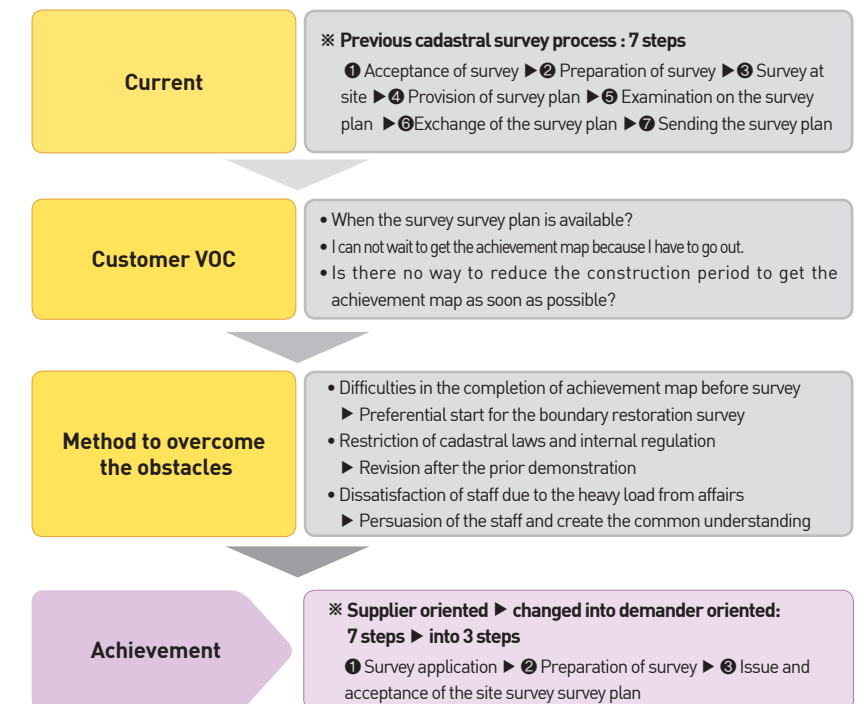 Current
※ Previous cadastral survey process : 7 steps
❶ Acceptance of survey ▶❷ Preparation of survey ▶❸ Survey at
site ▶❹ Provision of survey plan ▶❺ Examination on the survey
plan ▶❻Exchange of the survey plan ▶❼ Sending the survey plan
Customer VOC
• When the survey survey plan is available?
• I can not wait to get the achievement map because I have to go out.
• Is there no way to reduce the construction period to get the
achievement map as soon as possible?
Method to overcome
the obstacles
• Difficulties in the completion of achievement map before survey
▶ Preferential start for the boundary restoration survey
• Restriction of cadastral laws and internal regulation
▶ Revision after the prior demonstration
• Dissatisfaction of staff due to the heavy load from affairs
▶ Persuasion of the staff and create the common understanding
Achievement
※ Supplier oriented ▶ changed into demander oriented:
7 steps ▶ into 3 steps
❶ Survey application ▶ ❷ Preparation of survey ▶ ❸ Issue and
acceptance of the site survey survey plan